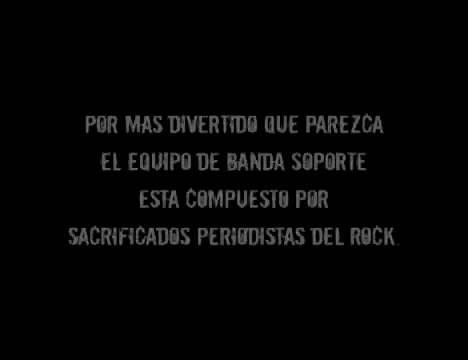 POR MAS DIVERTIDO QUE PAREZCA
EL EQUIPO DE BANDA SOPORTE
ESTA COMPUESTO POR
SACRIFICADOS PERIODISTAS DEL ROCK.